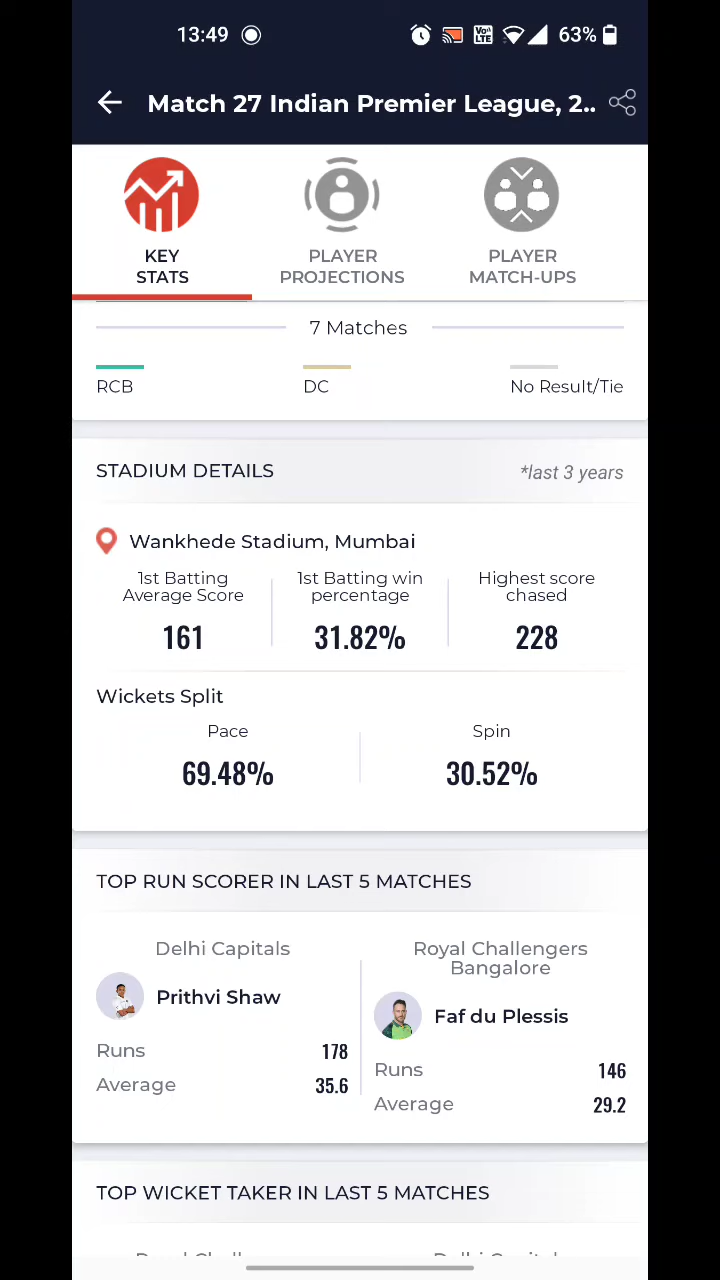 13:49
Vo) LTE
63%
Match 27 Indian Premier League, 2..
KEY STATS
PLAYER PROJECTIONS
PLAYER MATCH-UPS
7 Matches
RCB
DC
No Result/Tie
STADIUM DETAILS
*last 3 years
Wankhede Stadium, Mumbai
1st Batting Average Score
1st Batting win percentage
Highest score chased
161
31.82%
228
Wickets Split
Pace
Spin
69.48%
30.52%
TOP RUN SCORER IN LAST 5 MATCHES
Delhi Capitals
Prithvi Shaw
Runs 178
Average 35.6
Royal Challengers Bangalore
Faf du Plessis
Runs 146
Average 29.2
TOP WICKET TAKER IN LAST 5 MATCHES